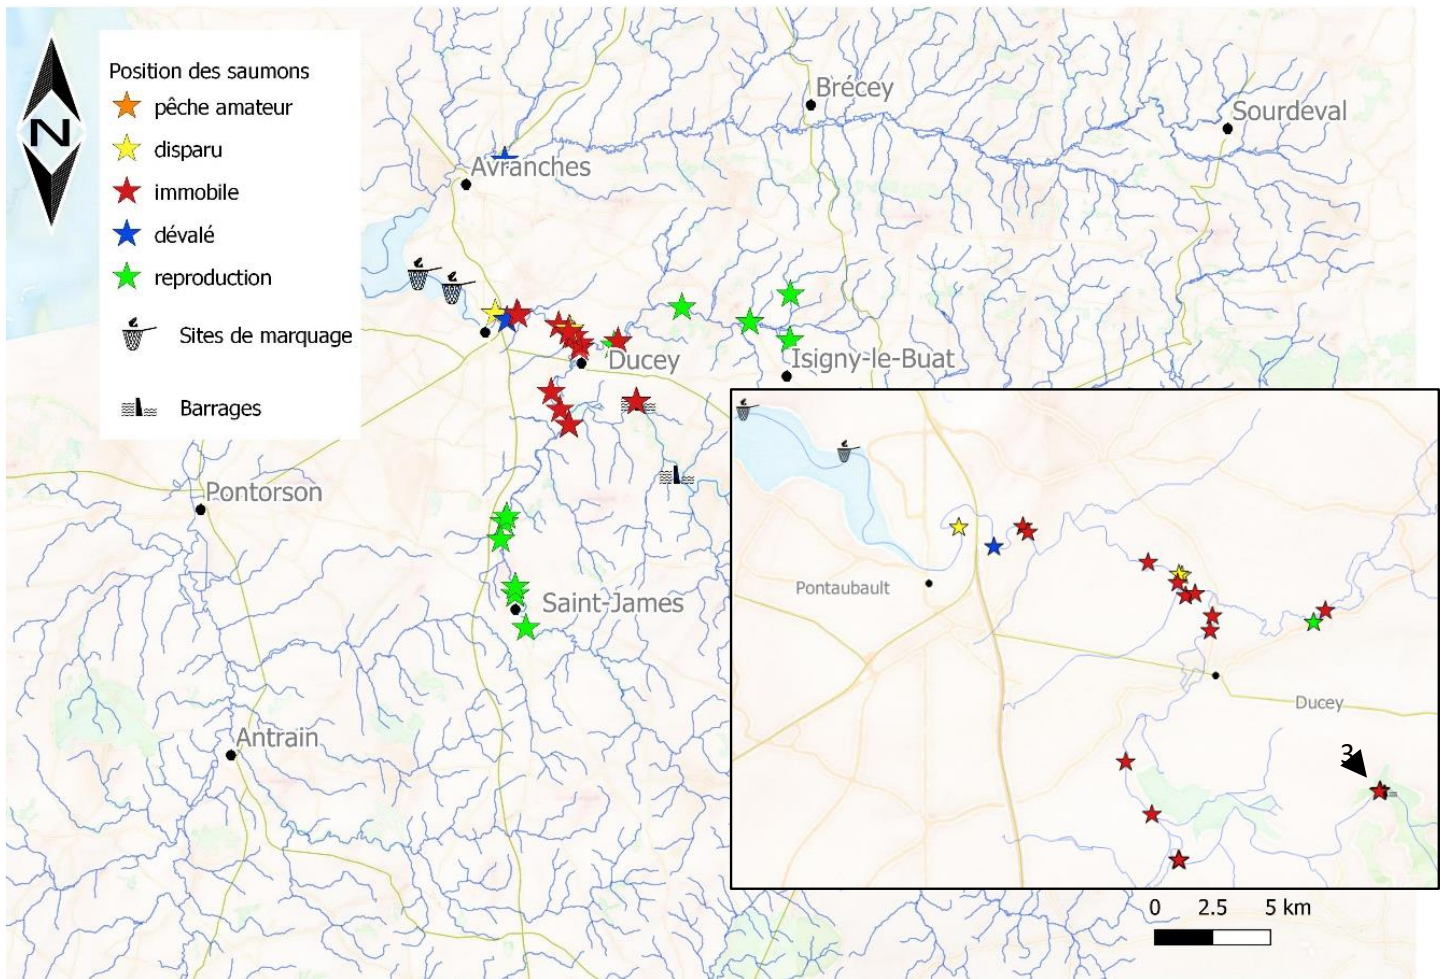 N
Position des saumons
pêche amateur
disparu
immobile
dévalé
reproduction
Sites de marquage
Barrages
Brécey
Sourdeval
Avranches
Ducey
Isigny-le-Buat
Pontorson
Saint-James
Antrain
Pontaubault
Ducey
3
0 2.5 5 km